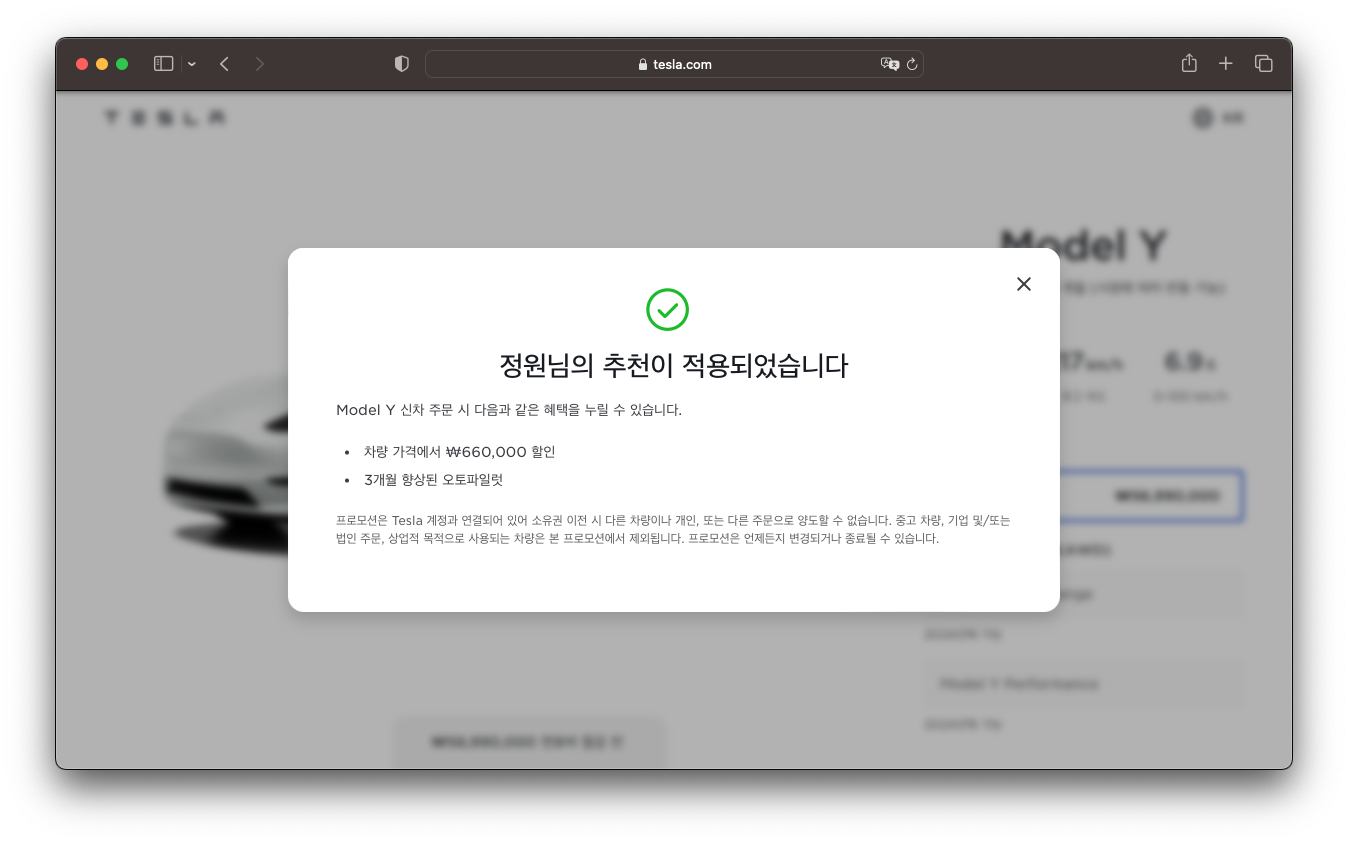 tesla.com
TESLA
Model Y
17 km/h
6.9
정원님의 추천이 적용되었습니다
Model Y 신차 주문 시 다음과 같은 혜택을 누릴 수 있습니다.
• 차량 가격에서 ₩660,000 할인
• 3개월 향상된 오토파일럿
프로모션은 Tesla 계정과 연결되어 있어 소유권 이전 시 다른 차량이나 개인, 또는 다른 주문으로 양도할 수 없습니다. 중고 차량, 기업 및/또는
법인 주문, 상업적 목적으로 사용되는 차량은 본 프로모션에서 제외됩니다. 프로모션은 언제든지 변경되거나 종료될 수 있습니다.
Model Y Performance